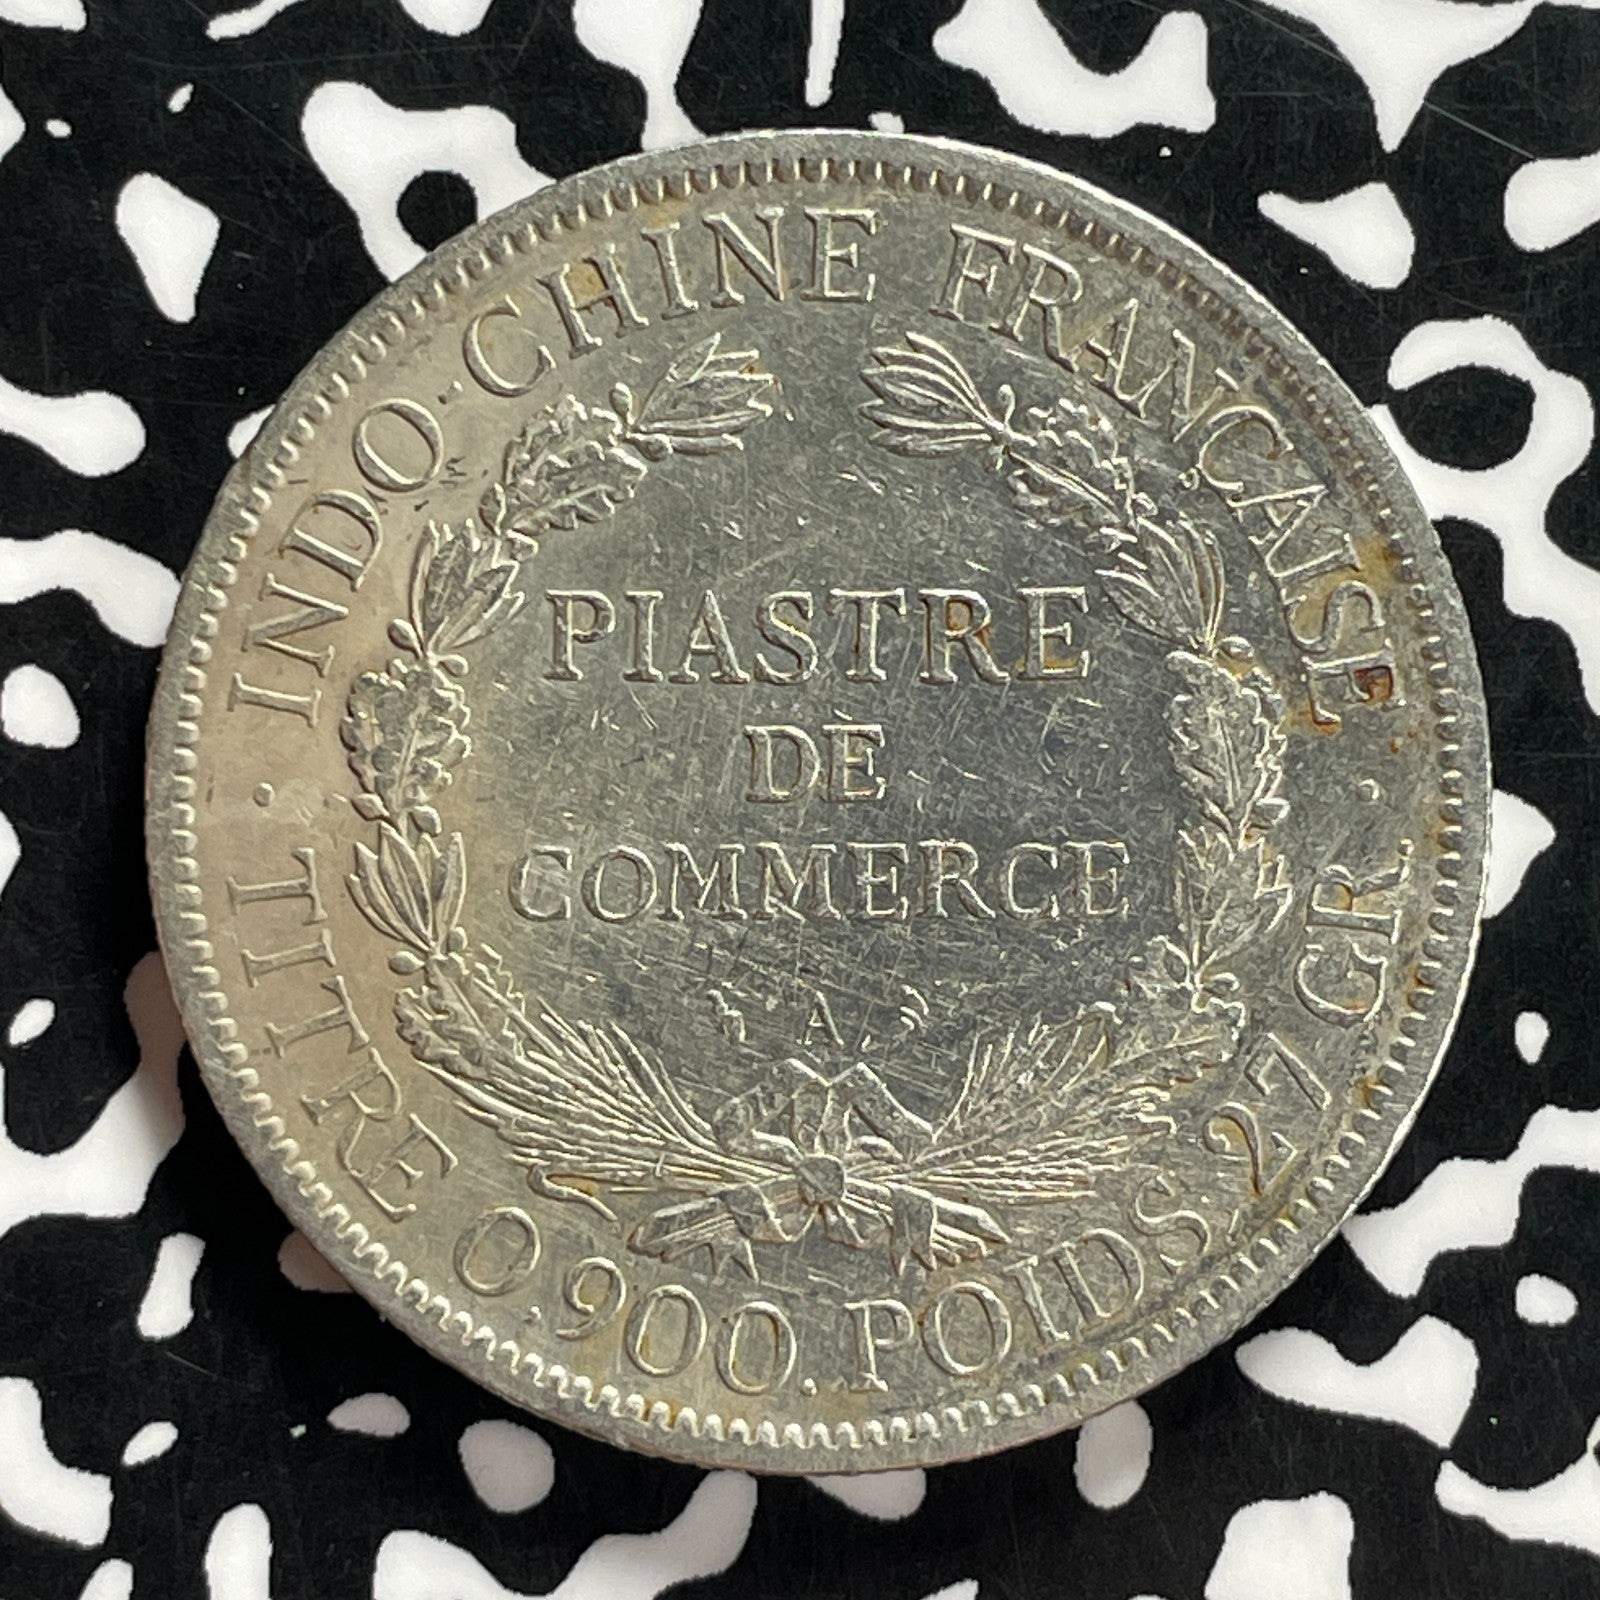 · INDO-CHINE FRANÇAISE ·
PIASTRE
DE
COMMERCE
A
TITRE 0.900. POIDS 27 GR.